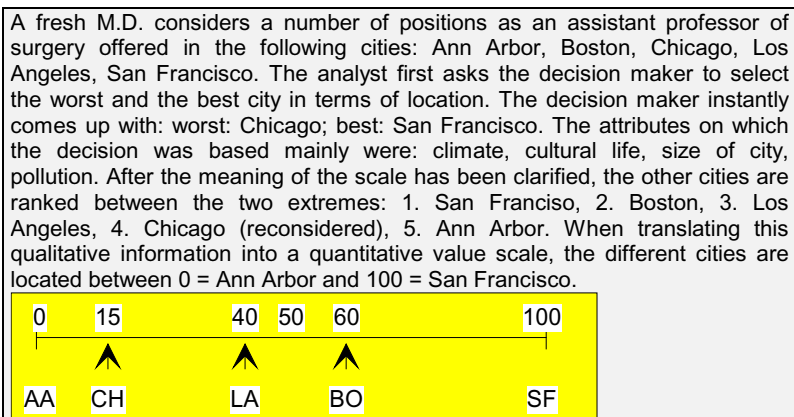 A fresh M.D. considers a number of positions as an assistant professor of
surgery offered in the following cities: Ann Arbor, Boston, Chicago, Los
Angeles, San Francisco. The analyst first asks the decision maker to select
the worst and the best city in terms of location. The decision maker instantly
comes up with: worst: Chicago; best: San Francisco. The attributes on which
the decision was based mainly were: climate, cultural life, size of city,
pollution. After the meaning of the scale has been clarified, the other cities are
ranked between the two extremes: 1. San Franciso, 2. Boston, 3. Los
Angeles, 4. Chicago (reconsidered), 5. Ann Arbor. When translating this
qualitative information into a quantitative value scale, the different cities are
located between 0 = Ann Arbor and 100 = San Francisco.
0 15 40 50 60 100
AA CH LA BO SF